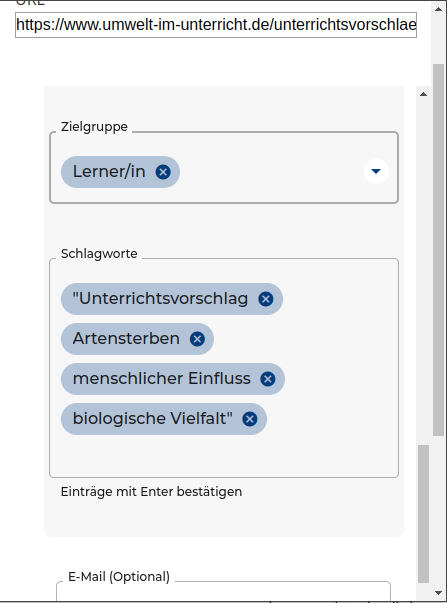 URL
https://www.umwelt-im-unterricht.de/unterrichtsvorschlae
Zielgruppe
Lerner/in
Schlagworte
"Unterrichtsvorschlag
Artensterben
menschlicher Einfluss
biologische Vielfalt"
Einträge mit Enter bestätigen
E-Mail (Optional)